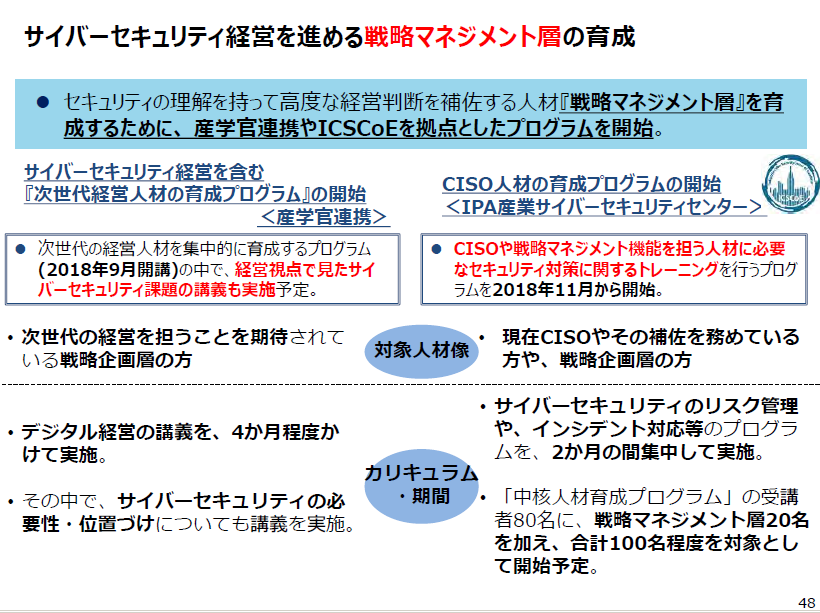 サイバーセキュリティ経営を進める戦略マネジメント層の育成
● セキュリティの理解を持って高度な経営判断を補佐する人材『戦略マネジメント層』を育
成するために、産学官連携やICSCoEを拠点としたプログラムを開始。
サイバーセキュリティ経営を含む
『次世代経営人材の育成プログラム』の開始
＜産学官連携＞
● 次世代の経営人材を集中的に育成するプログラム
(2018年9月開講)の中で、経営視点で見たサイ
バーセキュリティ課題の講義も実施予定。
CISO人材の育成プログラムの開始
＜IPA産業サイバーセキュリティセンター＞
ICSCoE
● CISOや戦略マネジメント機能を担う人材に必要
なセキュリティ対策に関するトレーニングを行うプログ
ラムを2018年11月から開始。
・次世代の経営を担うことを期待されて
いる戦略企画層の方
対象人材像
・現在CISOやその補佐を務めている
方や、戦略企画層の方
・デジタル経営の講義を、4か月程度か
けて実施。
・その中で、サイバーセキュリティの必
要性・位置づけについても講義を実施。
カリキュラム
・期間
・サイバーセキュリティのリスク管理
や、インシデント対応等のプログラ
ムを、2か月の間集中して実施。
・「中核人材育成プログラム」の受講
者80名に、戦略マネジメント層20名
を加え、合計100名程度を対象とし
て開始予定。
48